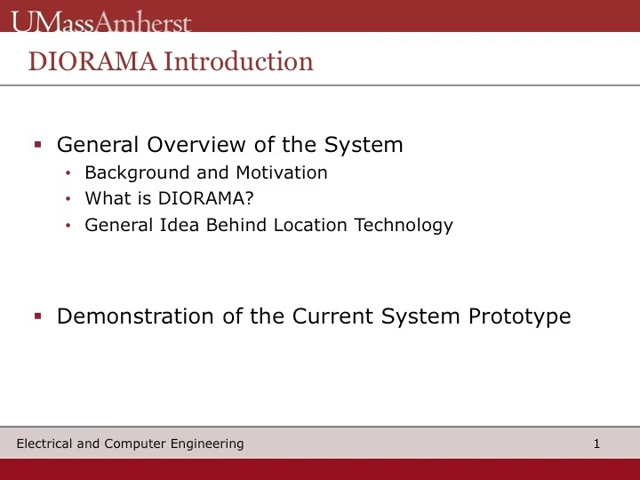 UMassAmherst
DIORAMA Introduction
▪ General Overview of the System
• Background and Motivation
• What is DIORAMA?
• General Idea Behind Location Technology
▪ Demonstration of the Current System Prototype
Electrical and Computer Engineering 1